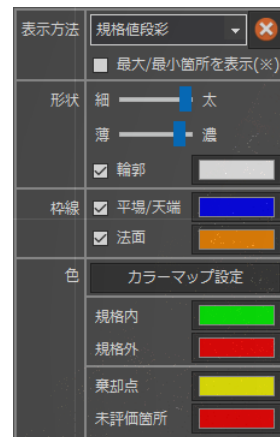 表示方法 規格値段彩
最大/最小箇所を表示(※)
形状 細 太
薄 濃
輪郭
枠線 平場/天端
法面
色 カラーマップ設定
規格内
規格外
棄却点
未評価箇所